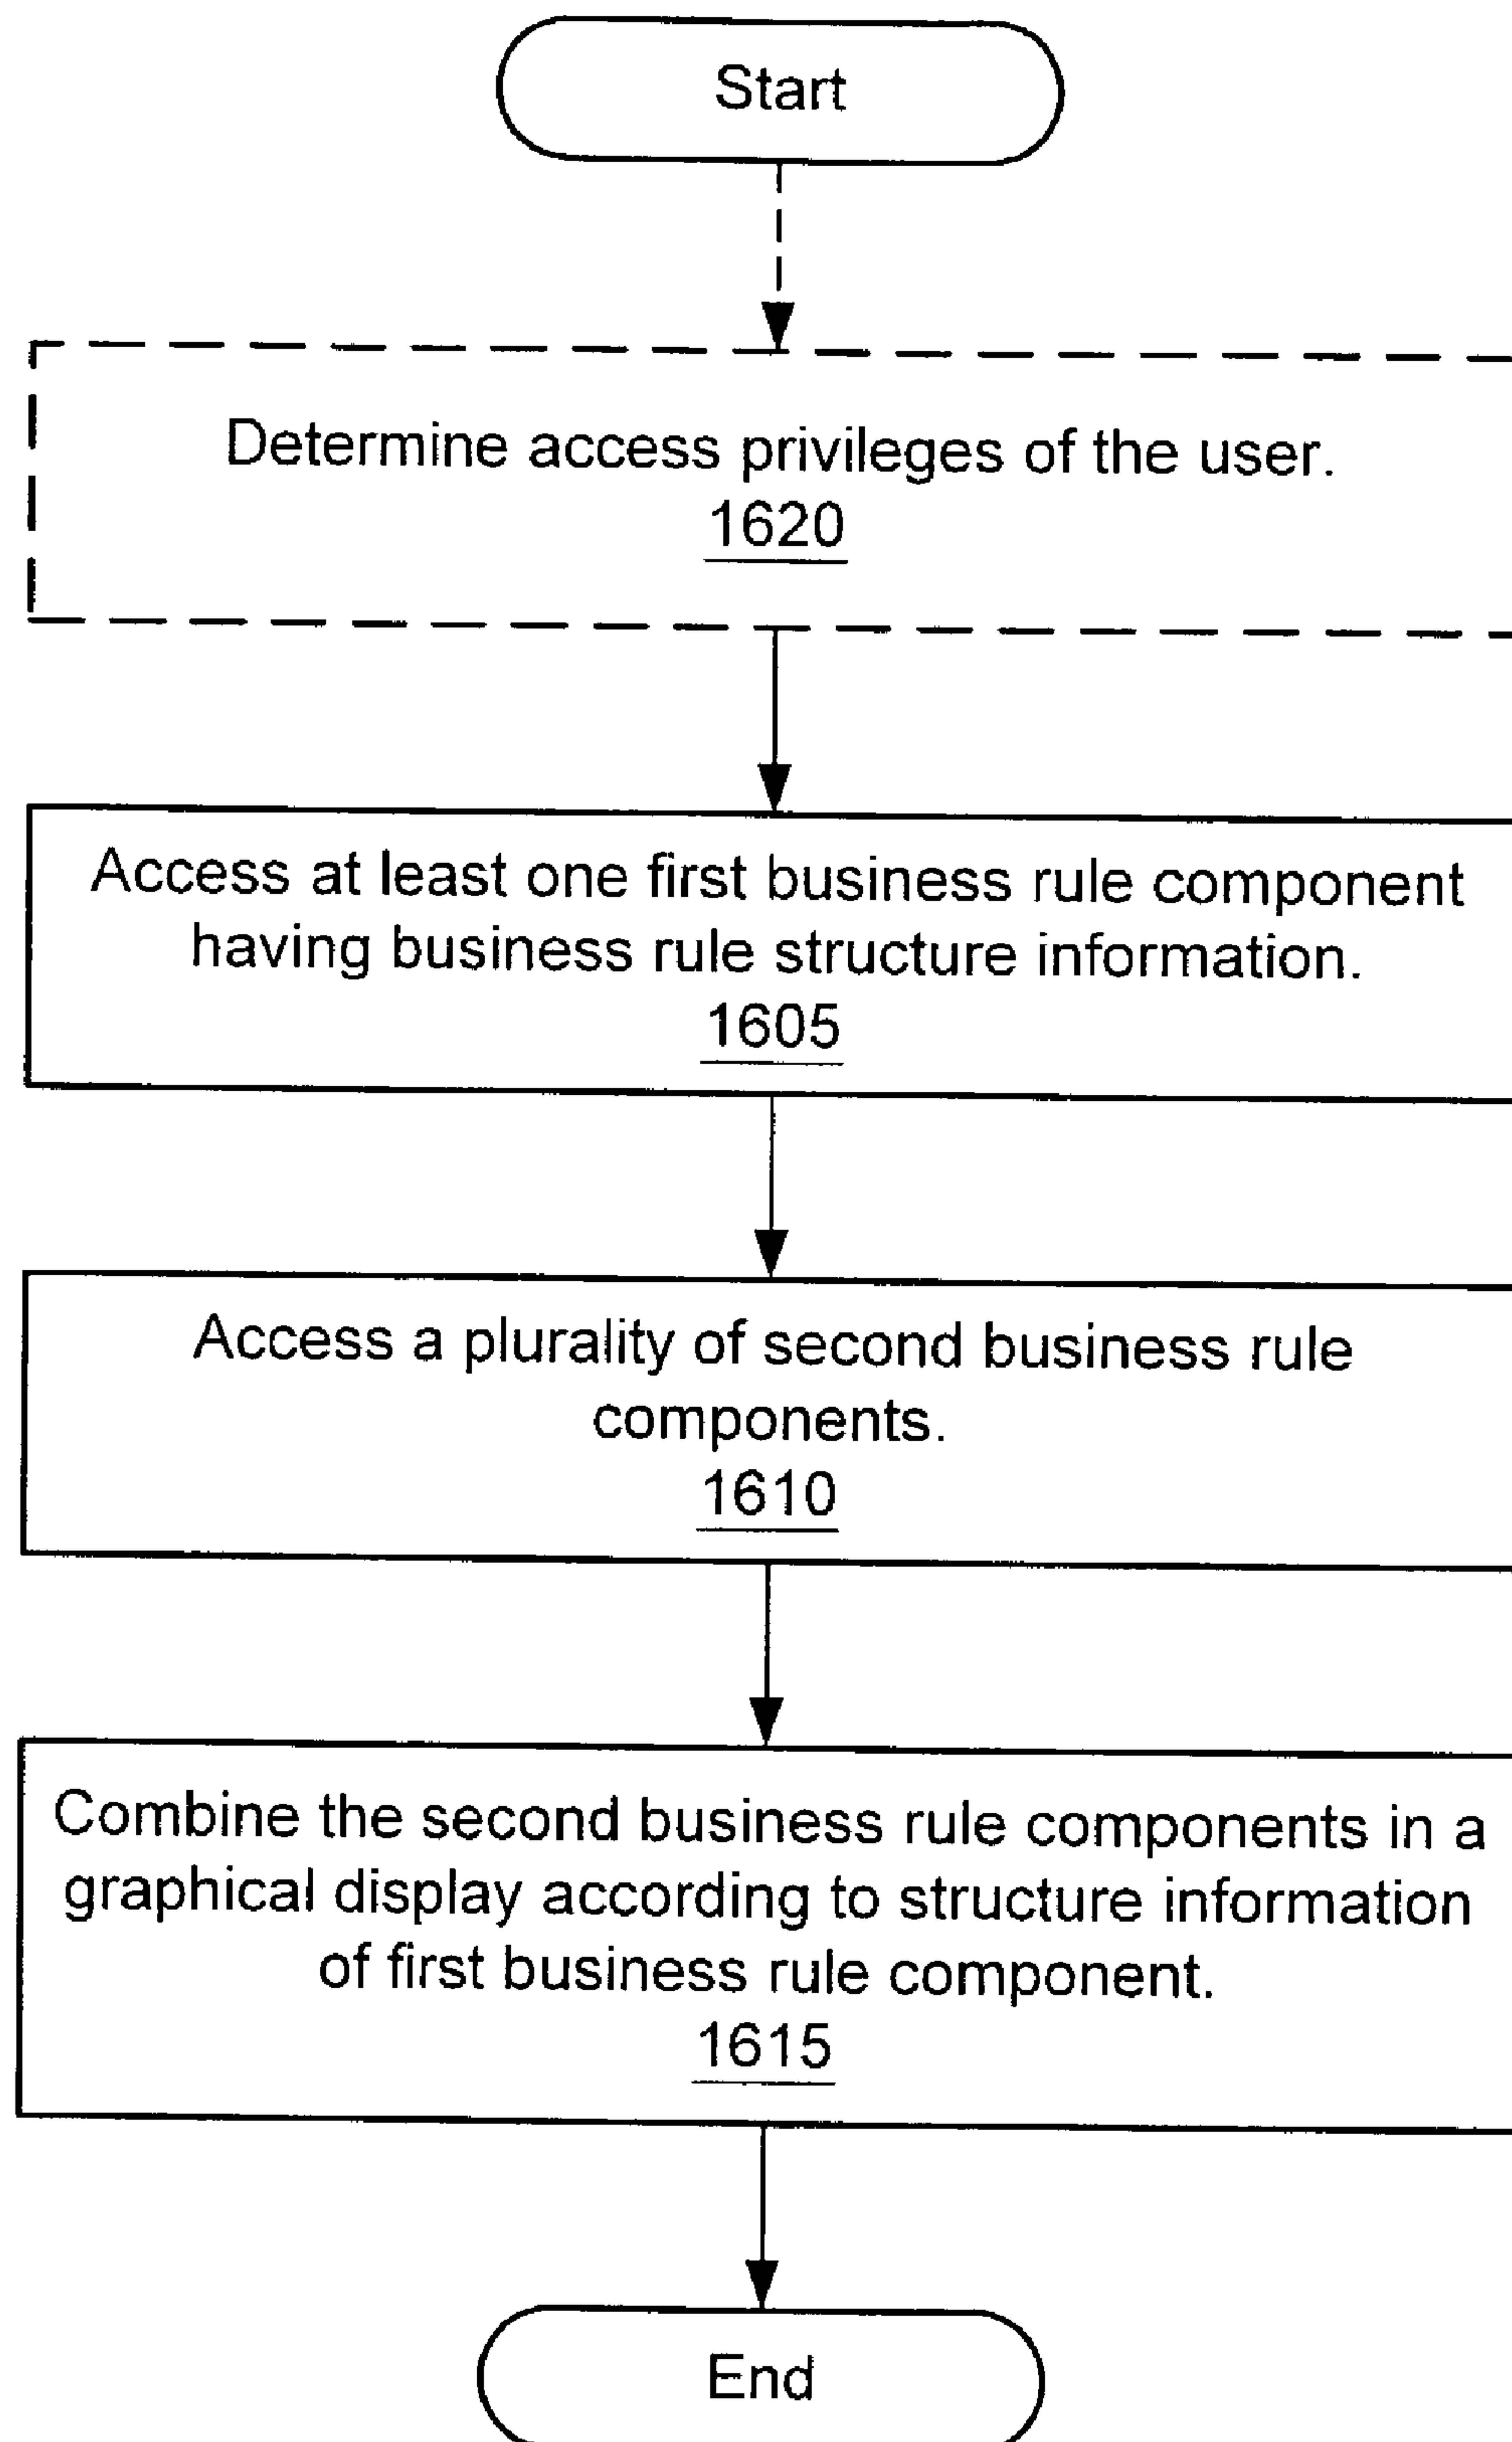 Start
Determine access privileges of the user.
1620
Access at least one first business rule component
having business rule structure information.
1605
Access a plurality of second business rule
components.
1610
Combine the second business rule components in a
graphical display according to structure information
of first business rule component.
1615
End